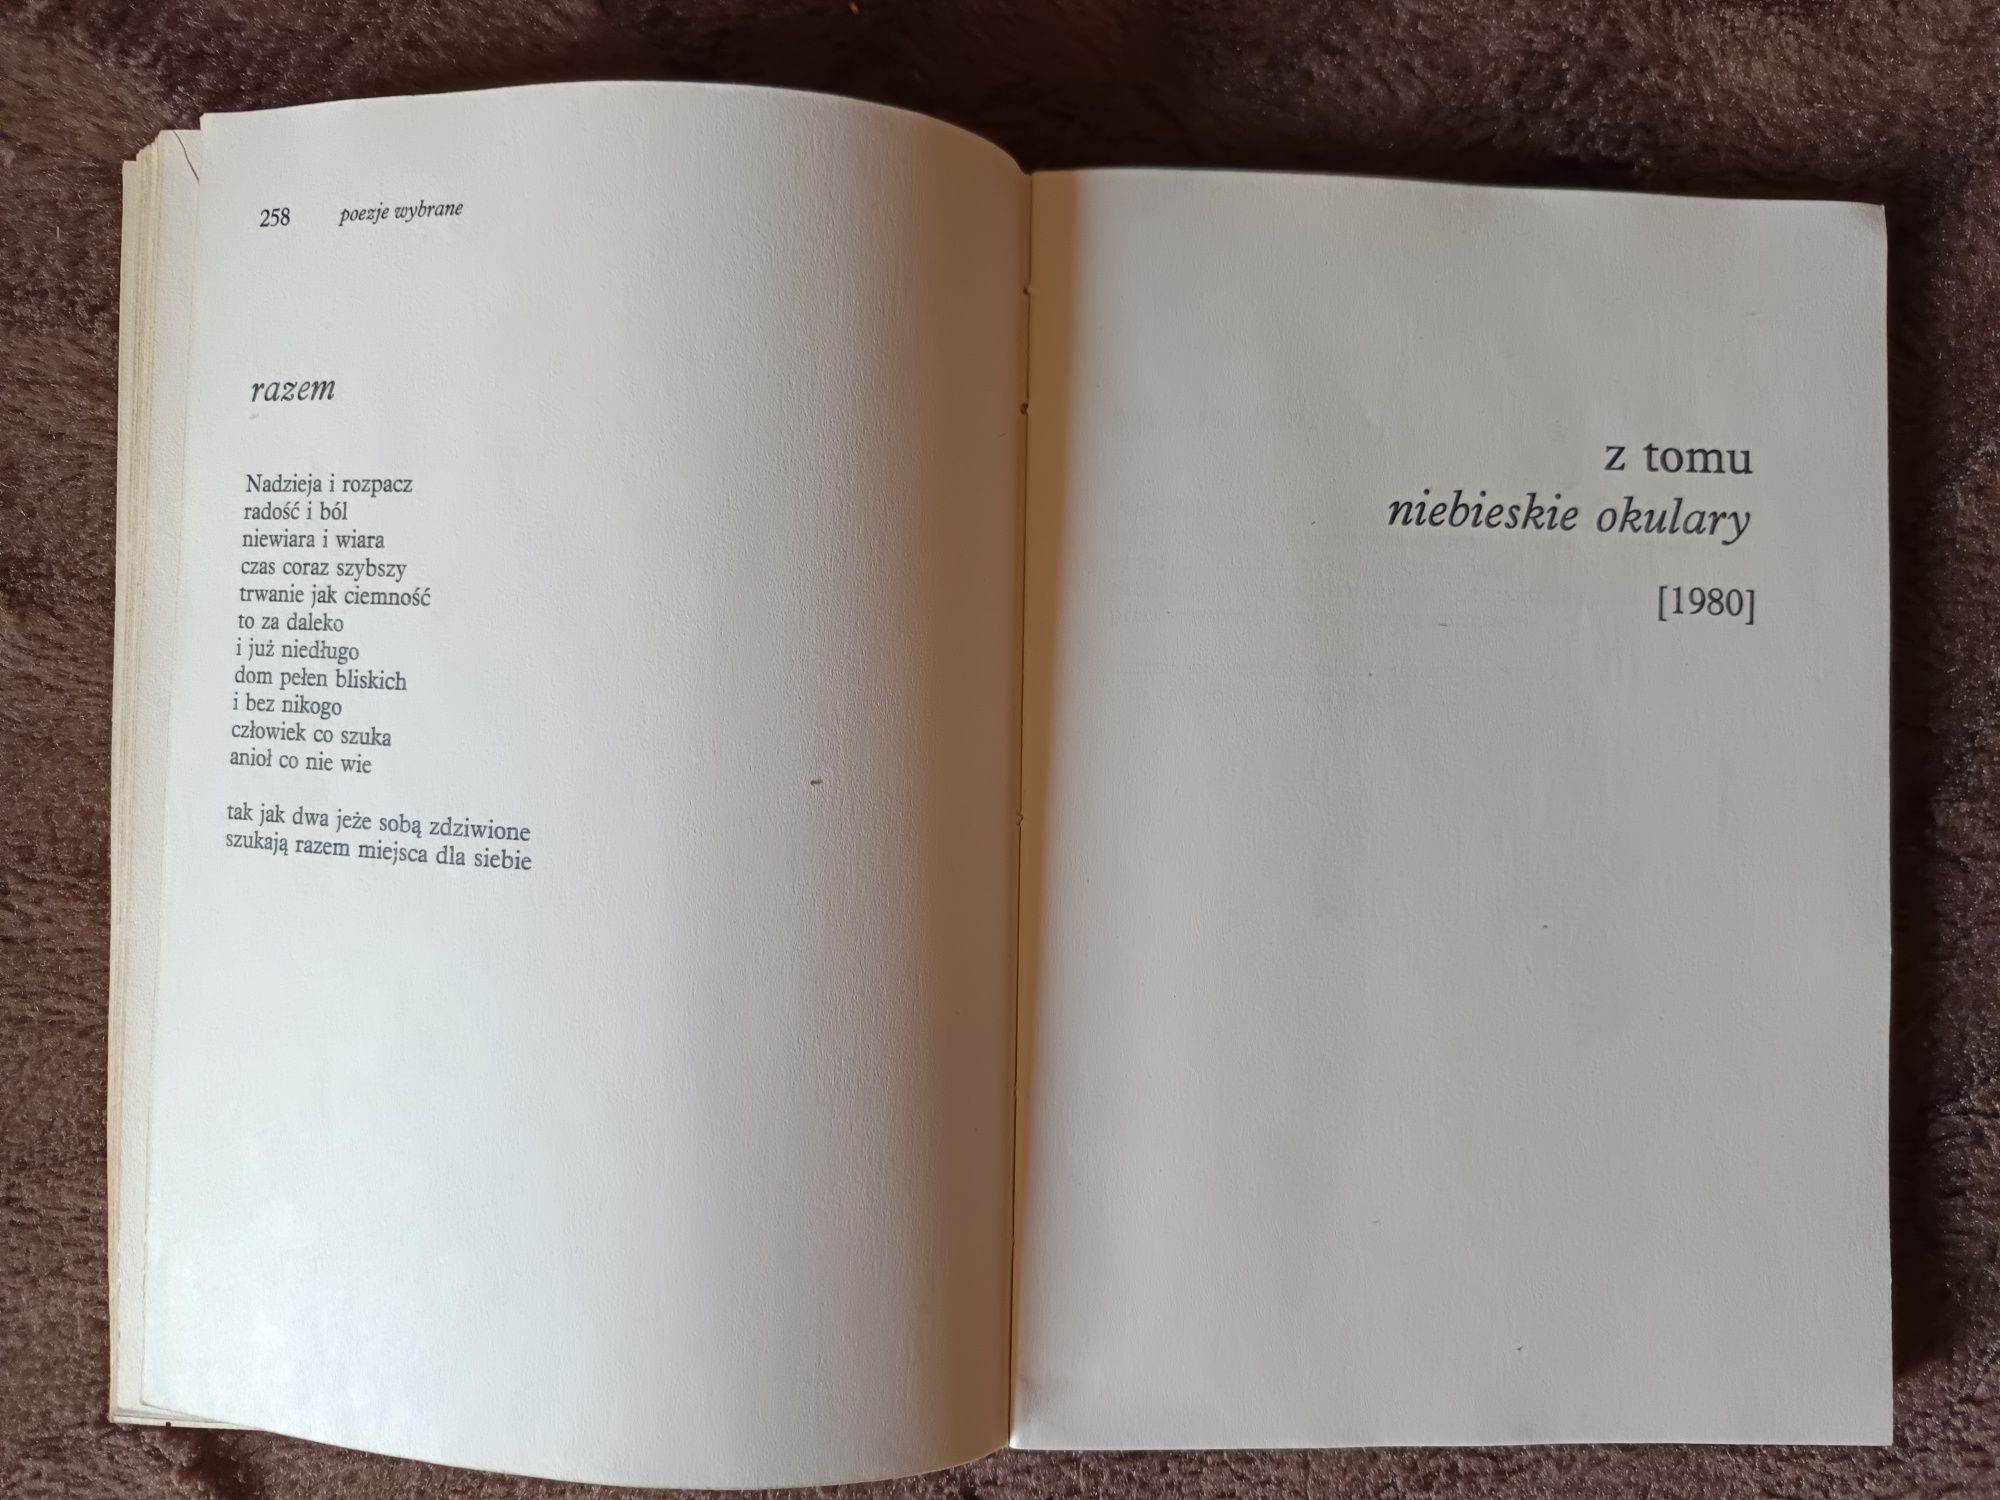 258 poezje wybrane
razem
Nadzieja i rozpacz
radość i ból
niewiara i wiara
czas coraz szybszy
trwanie jak ciemność
to za daleko
i już niedługo
dom pełen bliskich
i bez nikogo
człowiek co szuka
anioł co nie wie
tak jak dwa jeże sobą zdziwione
szukają razem miejsca dla siebie
z tomu
niebieskie okulary
[1980]